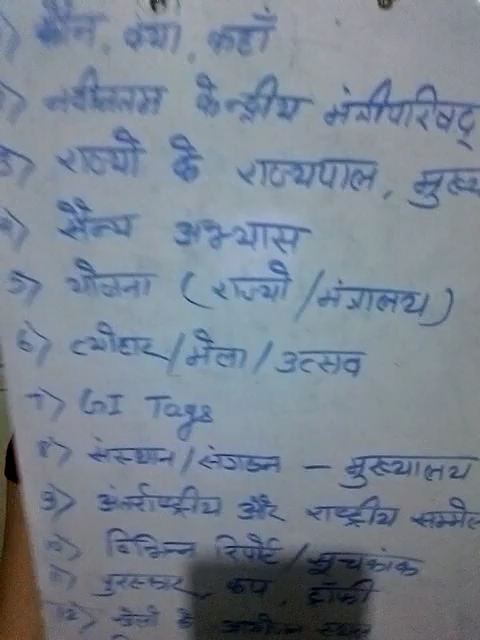 1) कौन, क्या, कहाँ
2) नवीनतम केन्द्रीय मंत्रीपरिषद्
3) राज्यो के राज्यपाल, मुख्य
4) सैन्य अभ्यास
5) योजना (राज्यो/मंत्रालय)
6) त्योहार/मेला/उत्सव
7) GI Tags
8) संस्थान/संगठन - मुख्यालय
9) अंतर्राष्ट्रीय और राष्ट्रीय सम्मेल
10) विभिन्न रिपोर्ट/सूचकांक
11) पुरस्कार, कप, ट्रॉफी
12) खेलो के